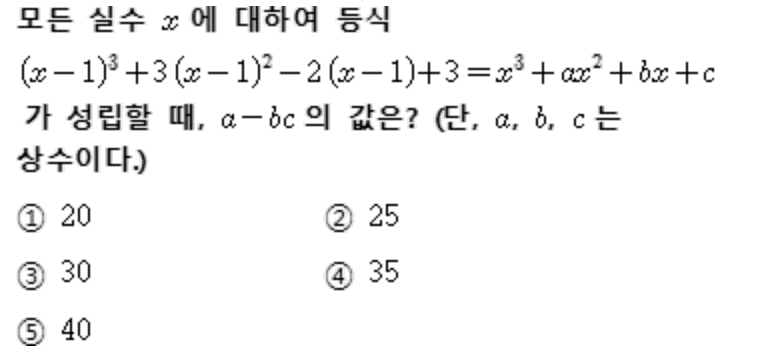 모든 실수 x 에 대하여 등식
(x−1)³+3(x−1)²−2(x−1)+3=x³+ax²+bx+c
가 성립할 때, a−bc 의 값은? (단, a, b, c 는
상수이다.)
① 20 ② 25
③ 30 ④ 35
⑤ 40